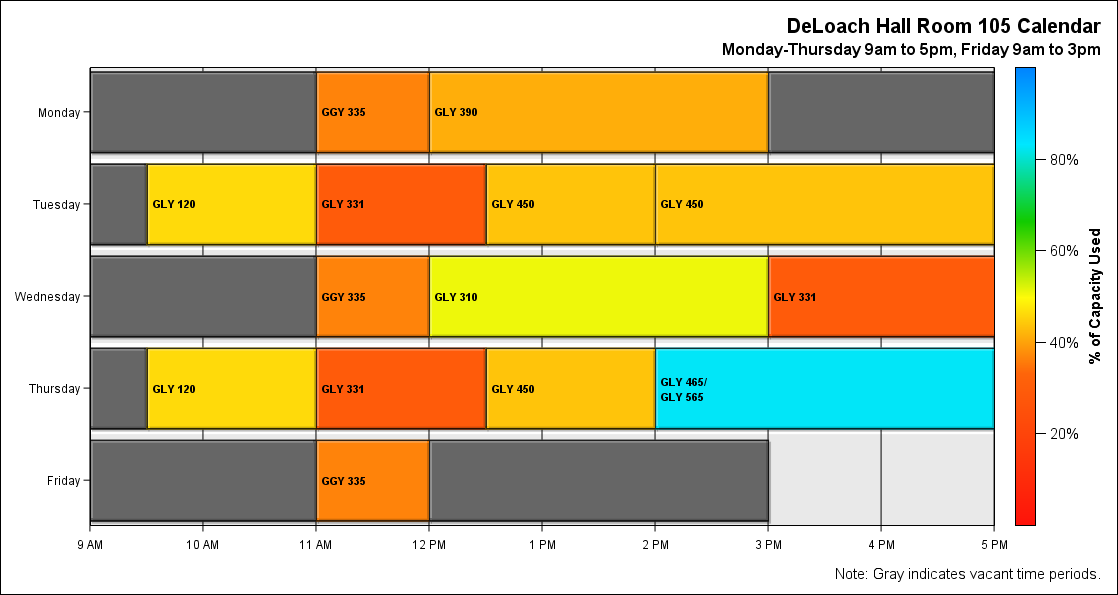 DeLoach Hall Room 105 Calendar
Monday-Thursday 9am to 5pm, Friday 9am to 3pm
Monday
GGY 335
GLY 390
Tuesday
GLY 120
GLY 331
GLY 450
GLY 450
Wednesday
GGY 335
GLY 310
GLY 331
Thursday
GLY 120
GLY 331
GLY 450
GLY 465/
GLY 565
Friday
GGY 335
9 AM
10 AM
11 AM
12 PM
1 PM
2 PM
3 PM
4 PM
5 PM
80%
60%
40%
20%
% of Capacity Used
Note: Gray indicates vacant time periods.